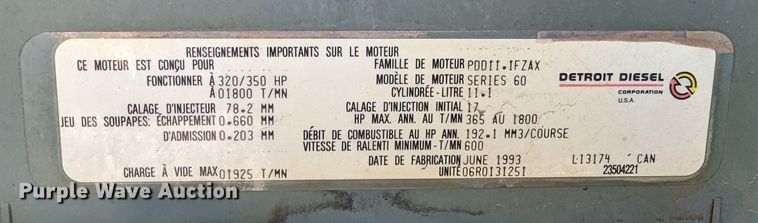 RENSEIGNEMENTS IMPORTANTS SUR LE MOTEUR
CE MOTEUR EST CONÇU POUR
FONCTIONNER À 320/350 HP
À 01800 T/MN
CALAGE D'INJECTEUR 78.2 MM
JEU DES SOUPAPES: ÉCHAPPEMENT 0.660 MM
D'ADMISSION 0.203 MM
CHARGE À VIDE MAX 01925 T/MN
FAMILLE DE MOTEUR PDD11.1FZAX
MODÈLE DE MOTEUR SERIES 60
CYLINDRÉE-LITRE 11.1
CALAGE D'INJECTION INITIAL 17
HP MAX. ANN. AU T/MN 365 AU 1800
DÉBIT DE COMBUSTIBLE AU HP ANN. 192.1 MM3/COURSE
VITESSE DE RALENTI MINIMUM - T/MN 600
DATE DE FABRICATION JUNE 1993
UNITÉ 06R0131251
L13174 CAN
23504221
DETROIT DIESEL
CORPORATION
U.S.A.
Purple Wave Auction